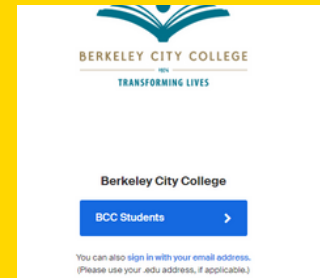 BERKELEY CITY COLLEGE
1974
TRANSFORMING LIVES
Berkeley City College
BCC Students
You can also sign in with your email address.
(Please use your .edu address, if applicable.)